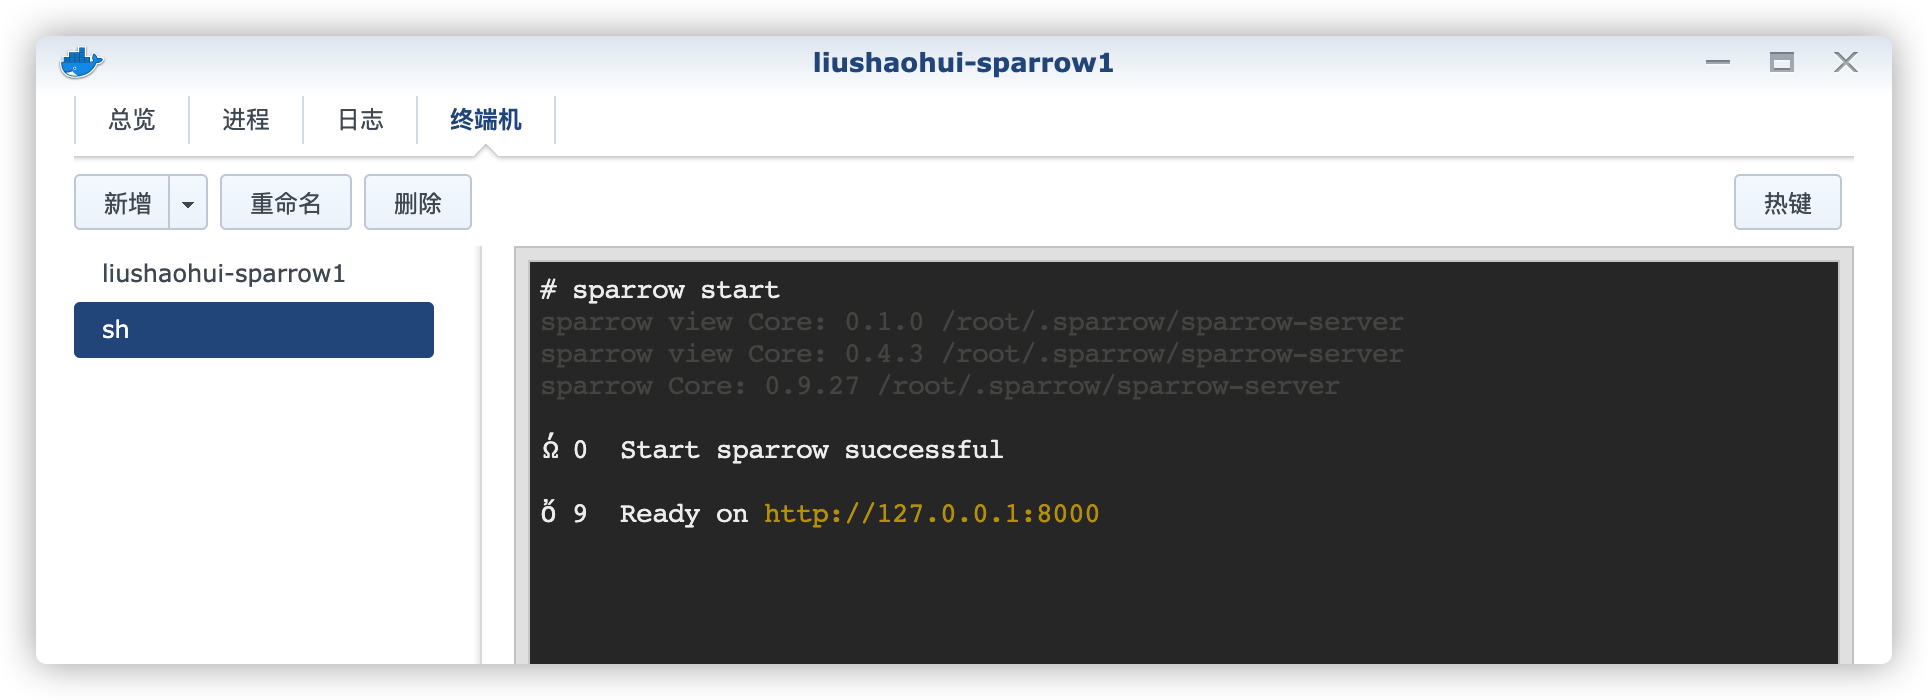 liushaohui-sparrow1
总览 进程 日志 终端机
新增 重命名 删除 热键
liushaohui-sparrow1
sh
# sparrow start
sparrow view Core: 0.1.0 /root/.sparrow/sparrow-server
sparrow view Core: 0.4.3 /root/.sparrow/sparrow-server
sparrow Core: 0.9.27 /root/.sparrow/sparrow-server
Ώ 0 Start sparrow successful
ὄ 9 Ready on http://127.0.0.1:8000